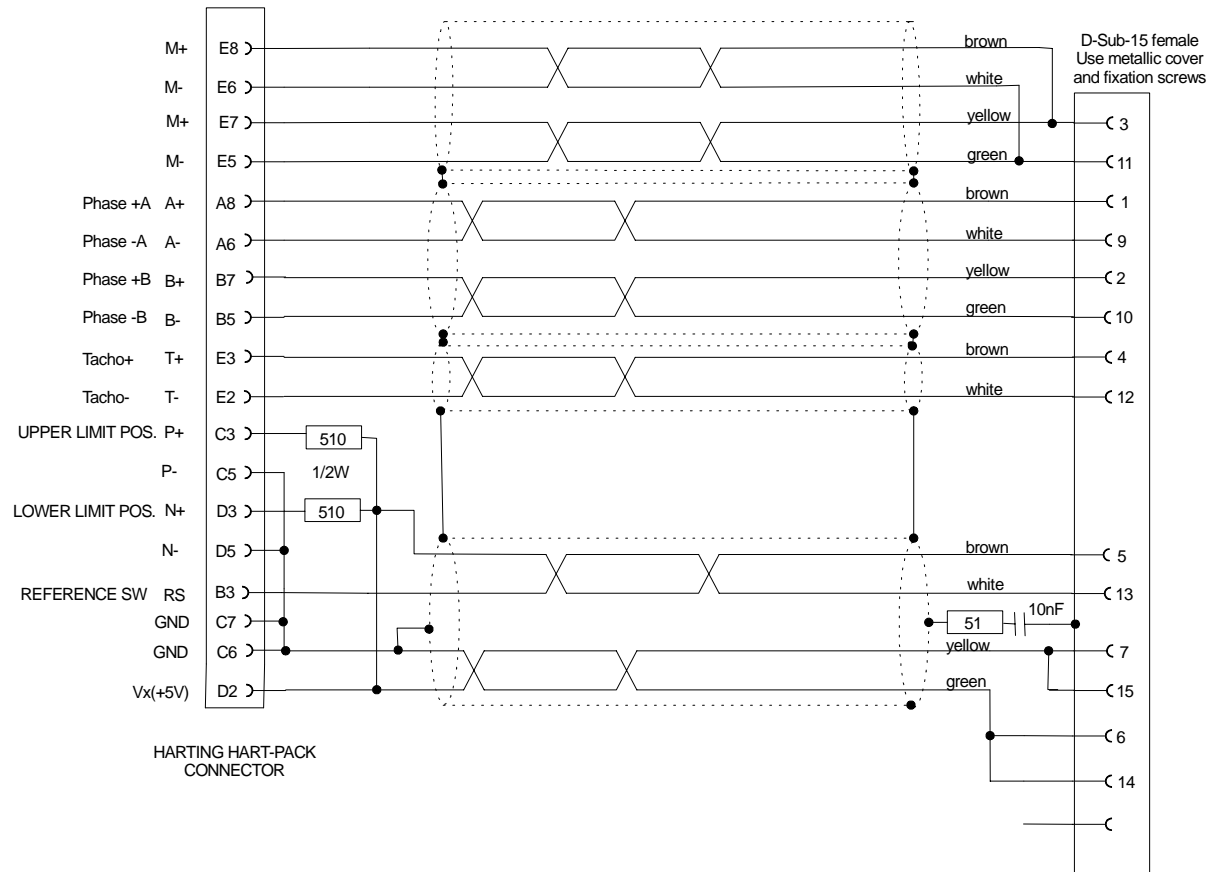 D-Sub-15 female
Use metallic cover
and fixation screws
M+ E8 brown
M- E6 white
M+ E7 yellow 3
M- E5 green 11
Phase +A A+ A8 brown 1
Phase -A A- A6 white 9
Phase +B B+ B7 yellow 2
Phase -B B- B5 green 10
Tacho+ T+ E3 brown 4
Tacho- T- E2 white 12
UPPER LIMIT POS. P+ C3 510
P- C5 1/2W
LOWER LIMIT POS. N+ D3 510
N- D5 brown 5
REFERENCE SW RS B3 white 13
GND C7 51 10nF
GND C6 yellow 7
Vx(+5V) D2 green 15
6
14
HARTING HART-PACK
CONNECTOR